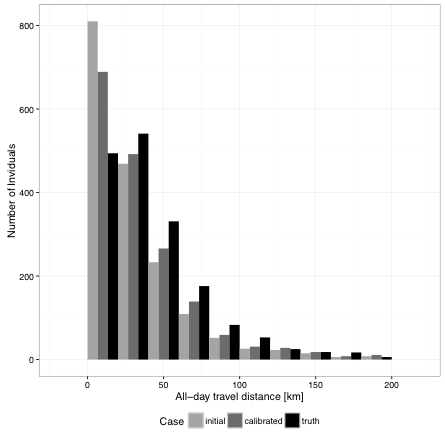 800
600
400
200
0
Number of Inviduals
0 50 100 150 200
All−day travel distance [km]
Case initial calibrated truth